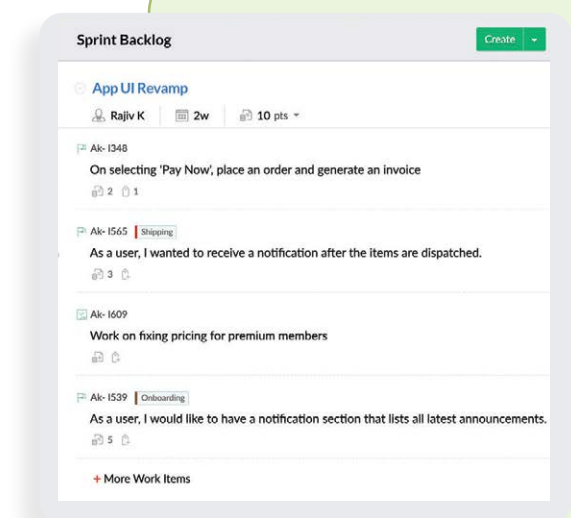 Sprint Backlog
Create
App UI Revamp
Rajiv K 2w 10 pts
Ak- I348
On selecting 'Pay Now', place an order and generate an invoice
2 1
Ak- I565 Shipping
As a user, I wanted to receive a notification after the items are dispatched.
3
Ak- I609
Work on fixing pricing for premium members
Ak- I539 Onboarding
As a user, I would like to have a notification section that lists all latest announcements.
5
+ More Work Items